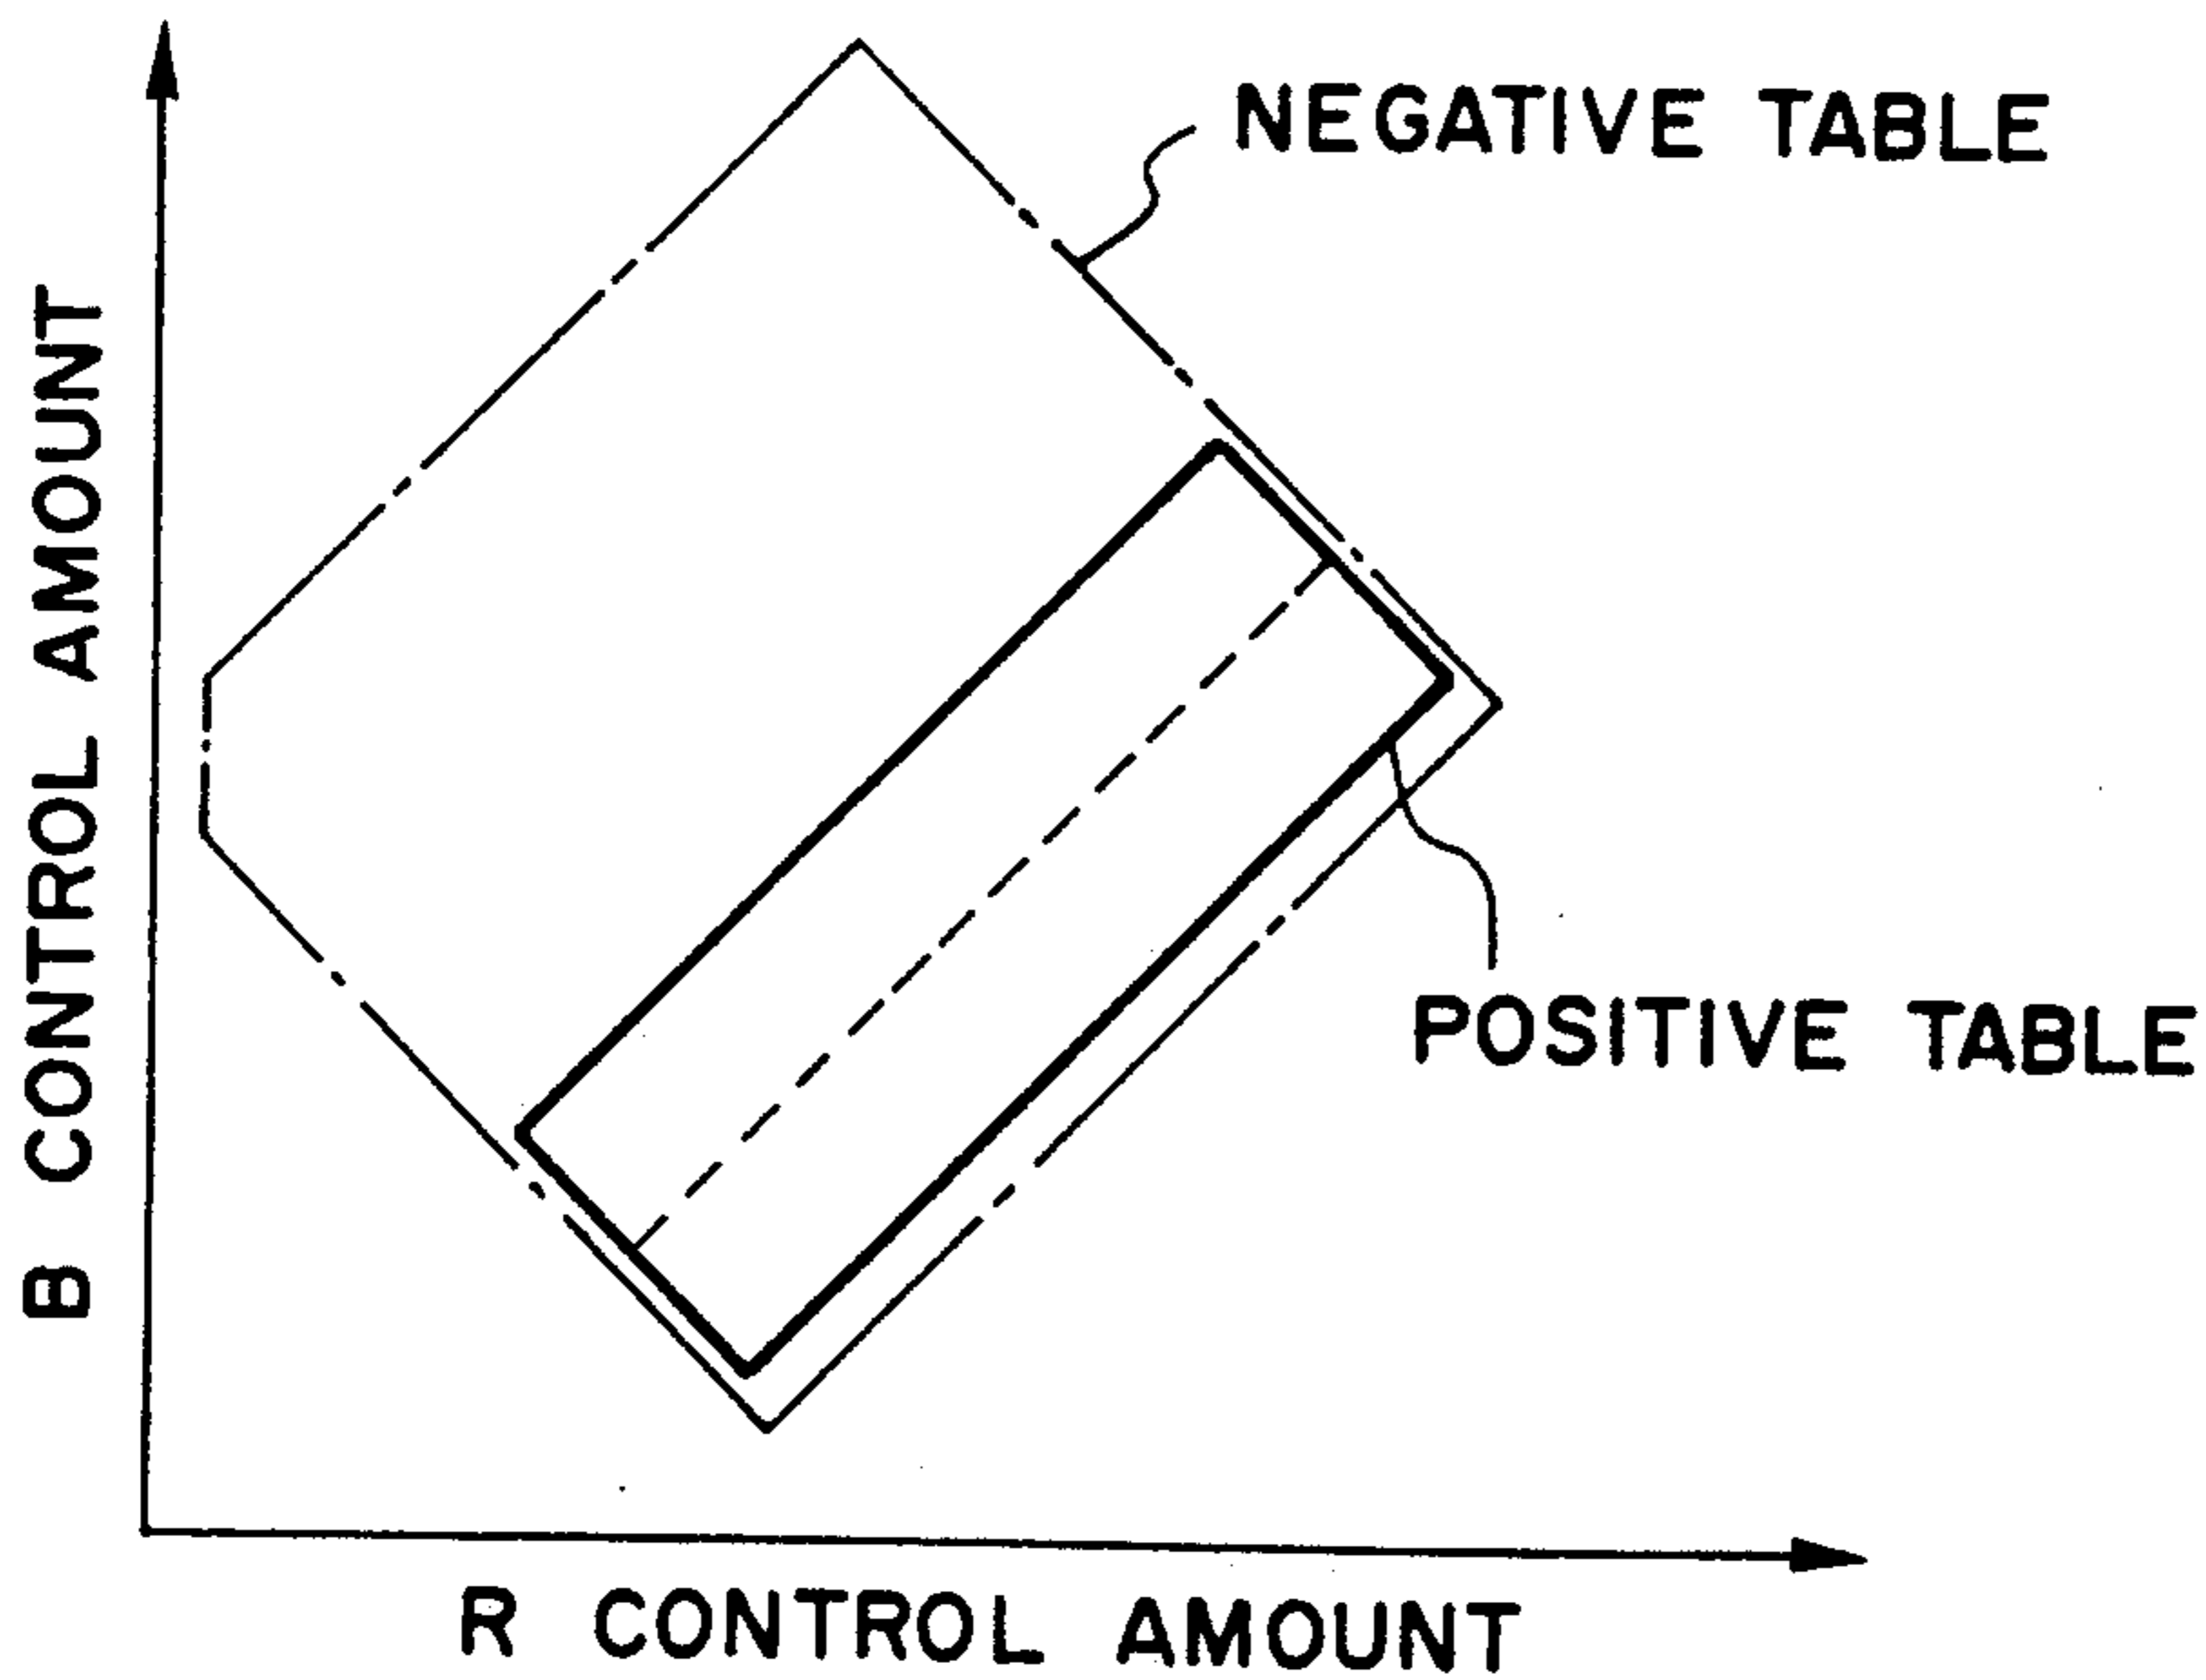 NEGATIVE TABLE
B CONTROL AMOUNT
POSITIVE TABLE
R CONTROL AMOUNT